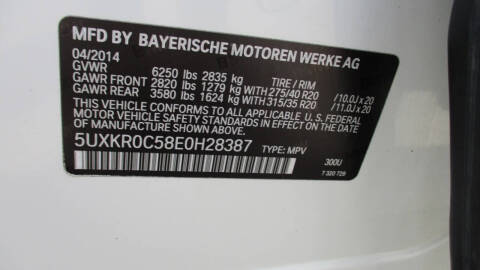 MFD BY BAYERISCHE MOTOREN WERKE AG
04/2014
GVWR 6250 lbs 2835 kg TIRE / RIM
GAWR FRONT 2820 lbs 1279 kg WITH 275/40 R20 /10.0J x 20
GAWR REAR 3580 lbs 1624 kg WITH 315/35 R20 /11.0J x 20
THIS VEHICLE CONFORMS TO ALL APPLICABLE U. S. FEDERAL
MOTOR VEHICLE SAFETY STANDARDS IN EFFECT
ON THE DATE OF MANUFACTURE SHOWN ABOVE.
5UXKR0C58E0H28387 TYPE: MPV 300U
7 320 729